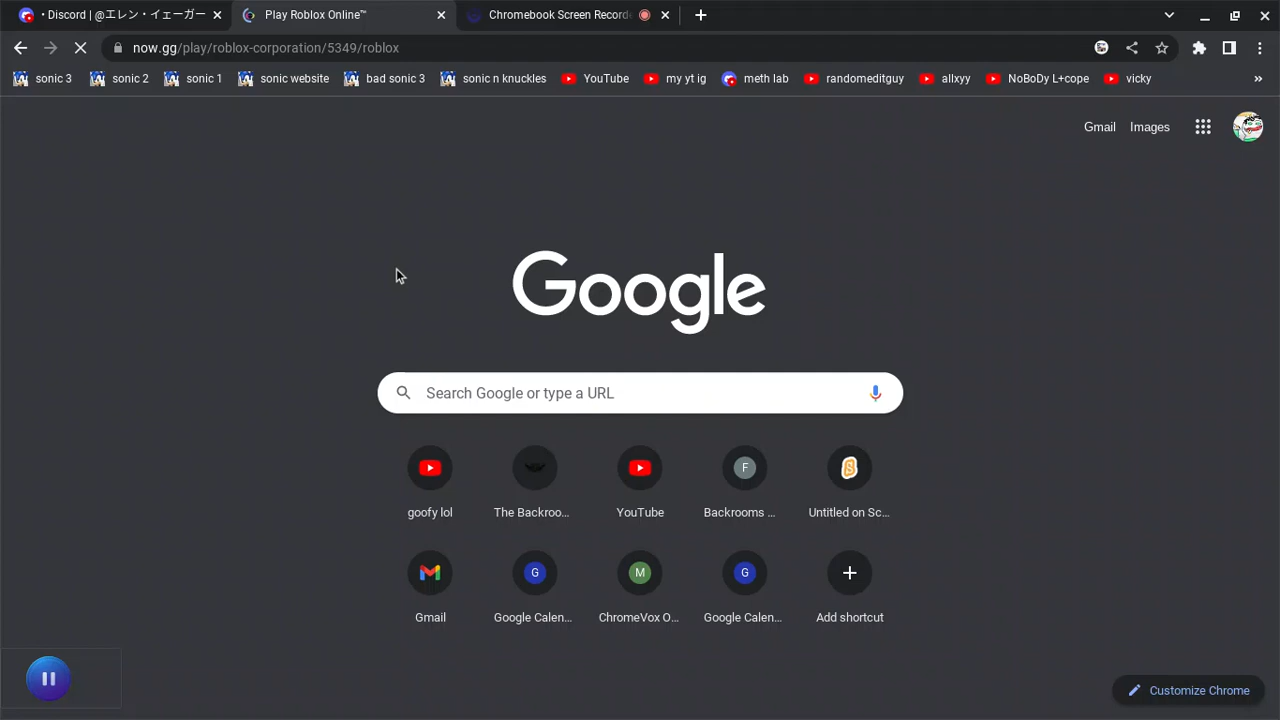 • Discord | @エレン・イェーガー
Play Roblox Online™
Chromebook Screen Recorde
now.gg/play/roblox-corporation/5349/roblox
sonic 3
sonic 2
sonic 1
sonic website
bad sonic 3
sonic n knuckles
YouTube
my yt ig
meth lab
randomeditguy
allxyy
NoBoDy L+cope
vicky
»
Gmail
Images
Google
Search Google or type a URL
goofy lol
The Backroo...
YouTube
F
Backrooms ...
Untitled on Sc...
Gmail
G
Google Calen...
M
ChromeVox O...
G
Google Calen...
Add shortcut
Customize Chrome